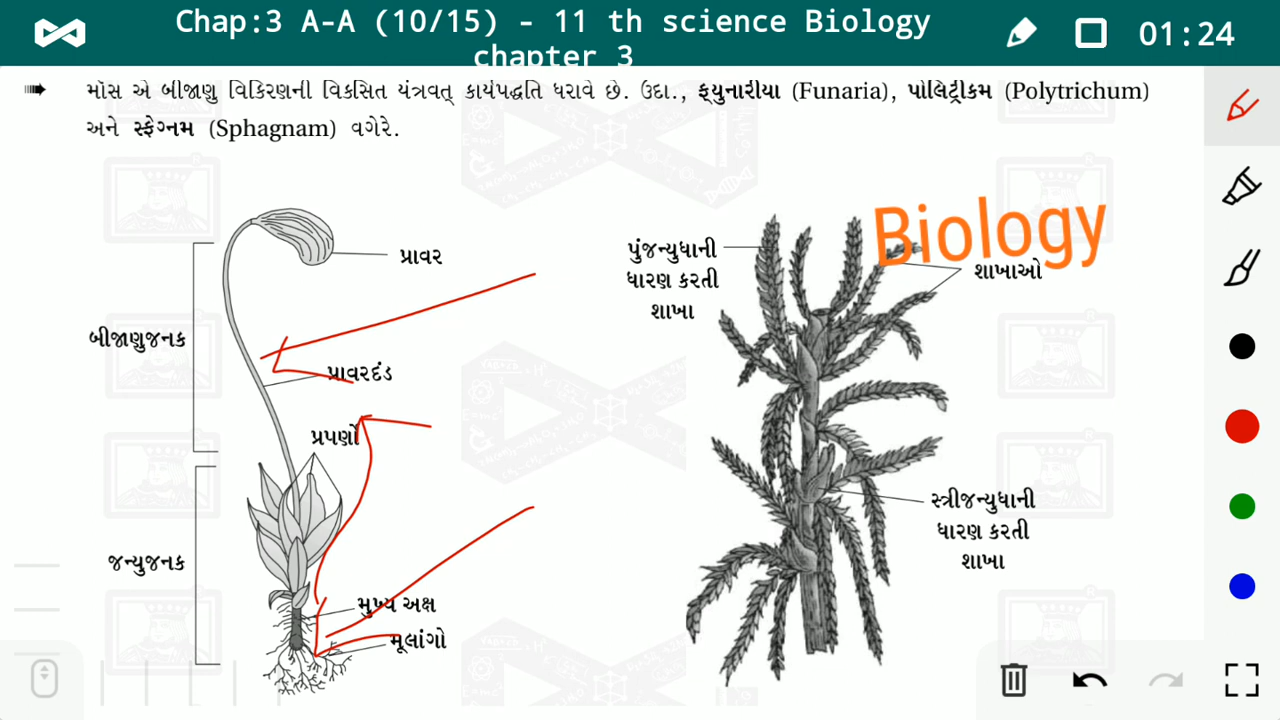 Chap:3 A-A (10/15) - 11 th science Biology
chapter 3
01:24
મૉસ એ બીજાણુ વિકિરણની વિકસિત યંત્રવત્ કાર્યપદ્ધતિ ધરાવે છે. ઉદા., ફ્યુનારીયા (Funaria), પોલિટ્રીકમ (Polytrichum)
અને સ્ફેગ્નમ (Sphagnam) વગેરે.
Biology
પ્રાવર
બીજાણુજનક
પ્રાવરદંડ
પ્રપર્ણો
જન્યુજનક
મુખ્ય અક્ષ
મૂલાંગો
પુંજન્યુધાની
ધારણ કરતી
શાખા
શાખાઓ
સ્ત્રીજન્યુધાની
ધારણ કરતી
શાખા